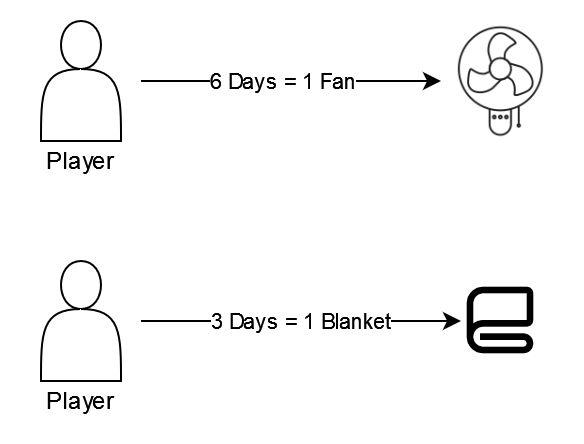 6 Days = 1 Fan
Player
3 Days = 1 Blanket
Player